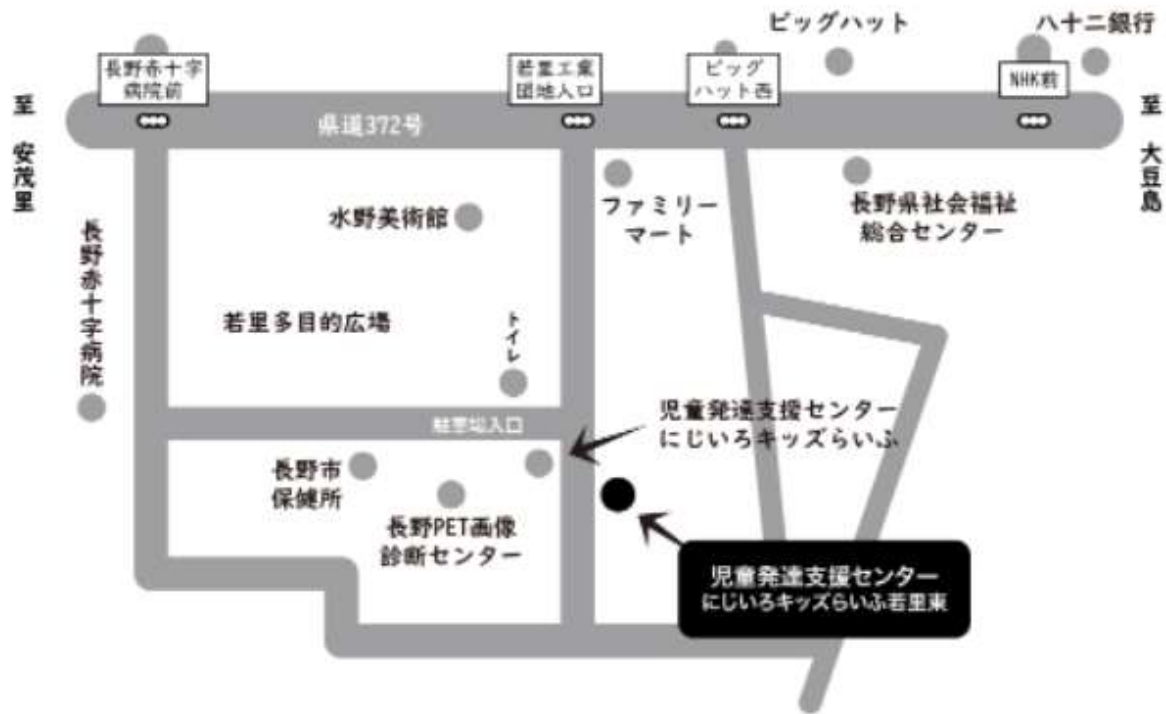 ビッグハット
八十二銀行
長野赤十字
病院前
若里工業
団地入口
ビッグ
ハット西
NHK前
至 安茂里
県道372号
至 大豆島
水野美術館
ファミリー
マート
長野県社会福祉
総合センター
長野赤十字病院
若里多目的広場
トイレ
駐車場入口
児童発達支援センター
にじいろキッズらいふ
長野市
保健所
長野PET画像
診断センター
児童発達支援センター
にじいろキッズらいふ若里東